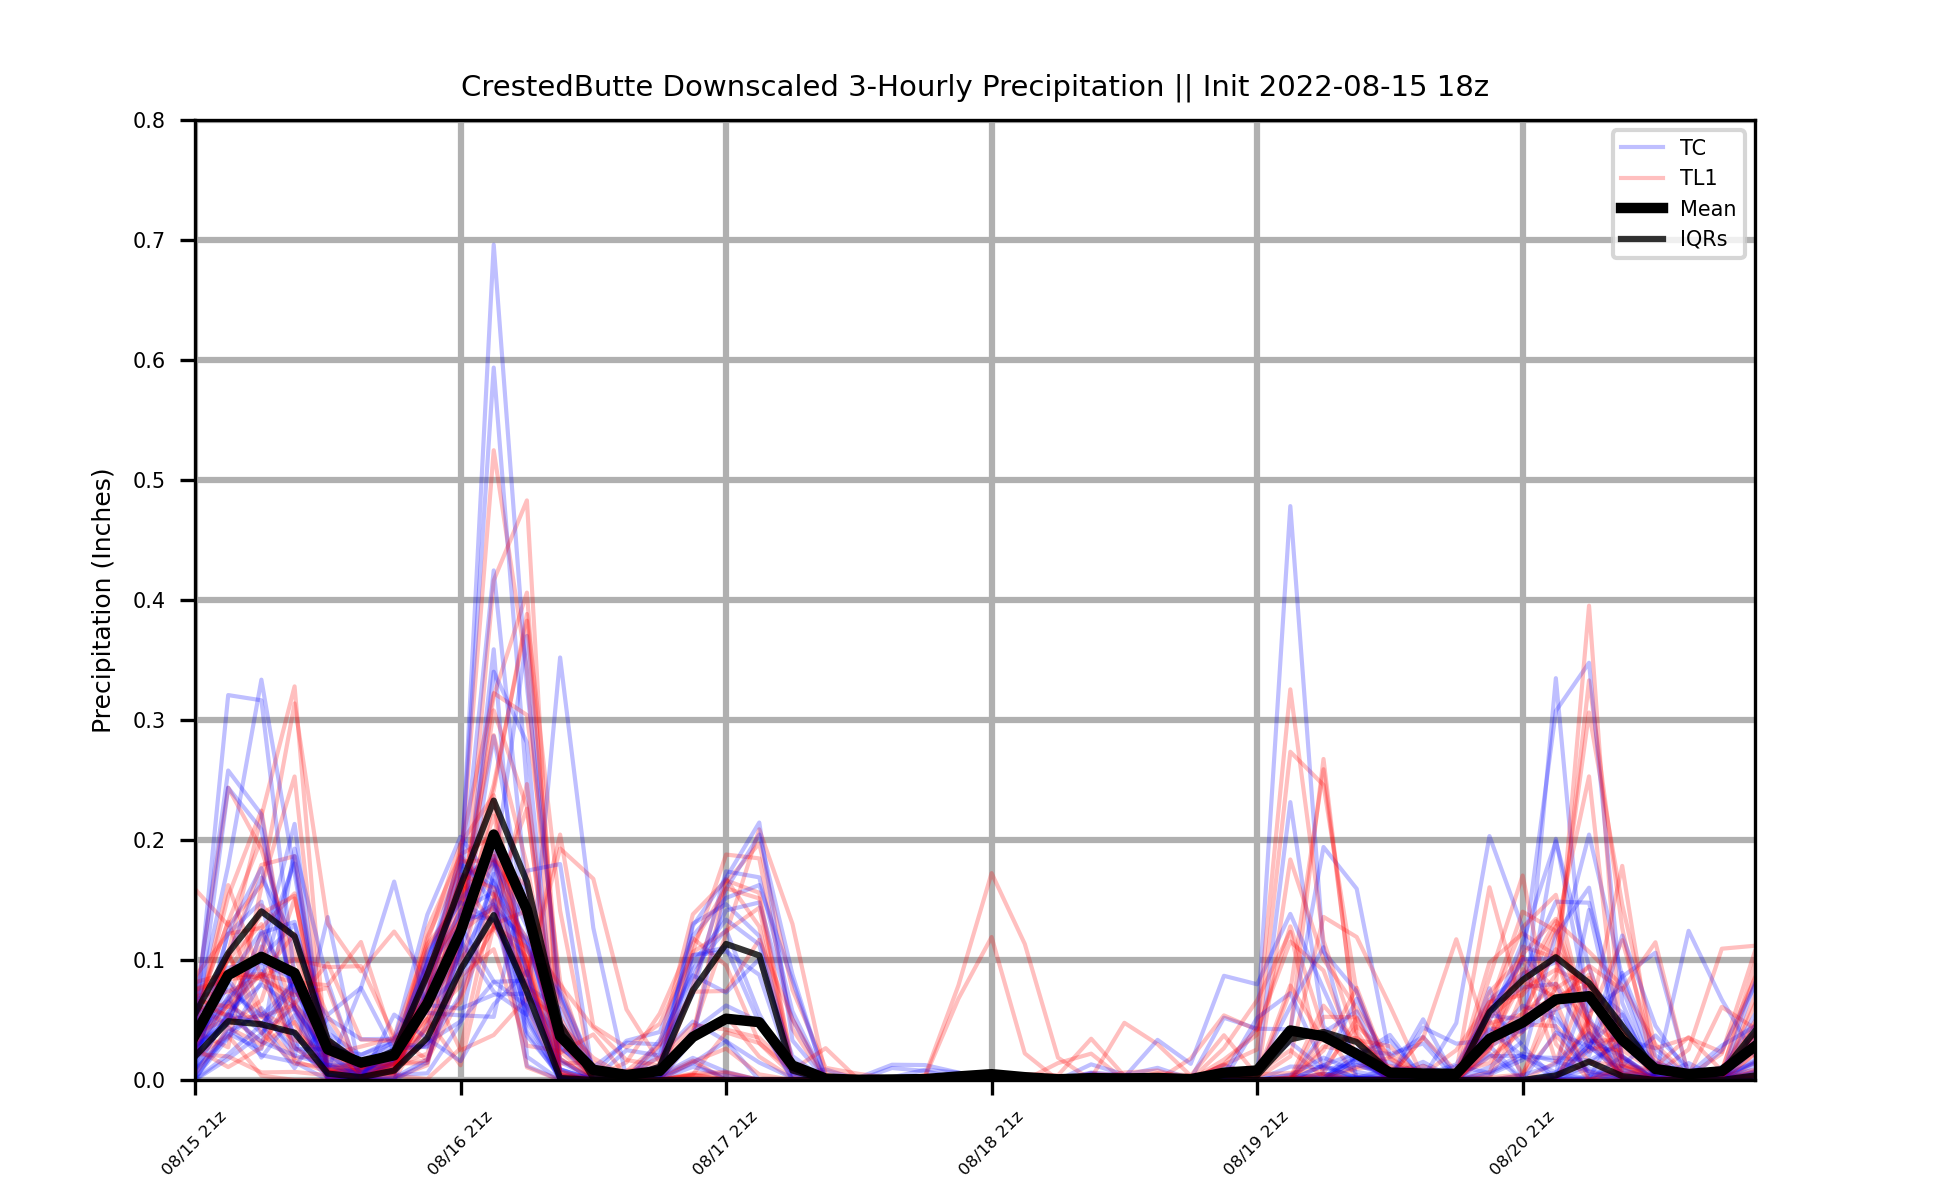 CrestedButte Downscaled 3-Hourly Precipitation || Init 2022-08-15 18z
0.8
0.7
0.6
0.5
0.4
0.3
0.2
0.1
0.0
Precipitation (Inches)
TC
TL1
Mean
IQRs
08/15 21z
08/16 21z
08/17 21z
08/18 21z
08/19 21z
08/20 21z